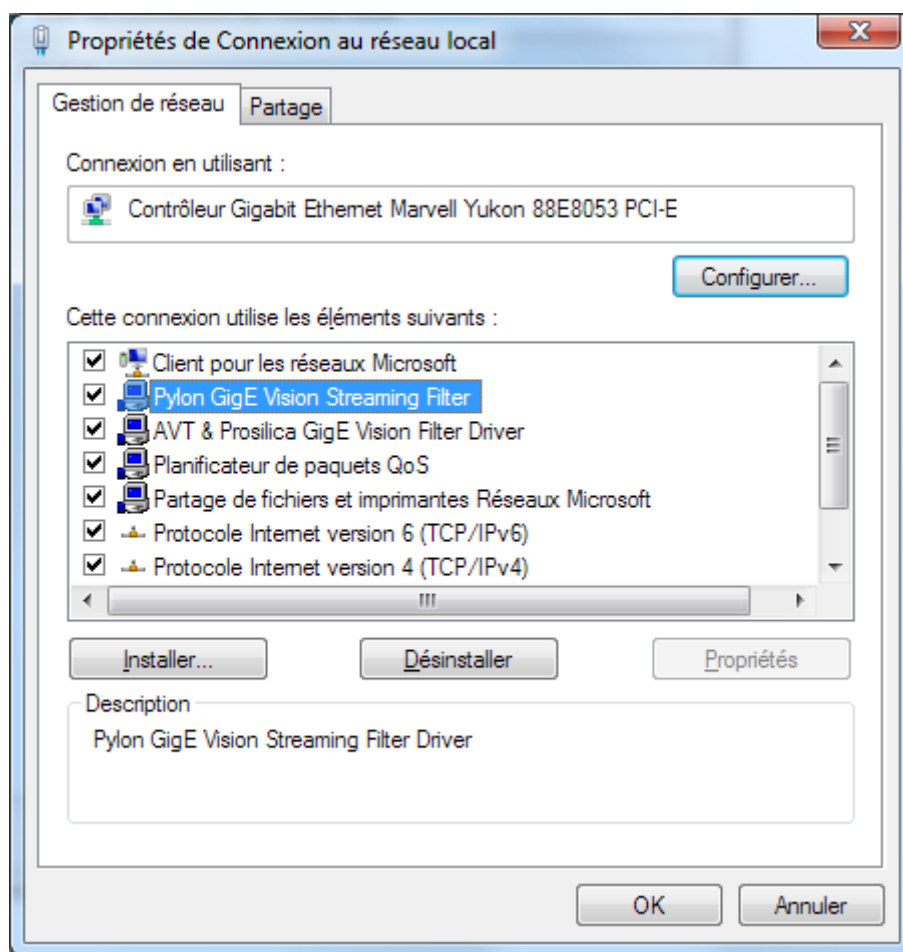 Propriétés de Connexion au réseau local
Gestion de réseau
Partage
Connexion en utilisant :
Contrôleur Gigabit Ethernet Marvell Yukon 88E8053 PCI-E
Configurer...
Cette connexion utilise les éléments suivants :
Client pour les réseaux Microsoft
Pylon GigE Vision Streaming Filter
AVT & Prosilica GigE Vision Filter Driver
Planificateur de paquets QoS
Partage de fichiers et imprimantes Réseaux Microsoft
Protocole Internet version 6 (TCP/IPv6)
Protocole Internet version 4 (TCP/IPv4)
Installer...
Désinstaller
Propriétés
Description
Pylon GigE Vision Streaming Filter Driver
OK
Annuler